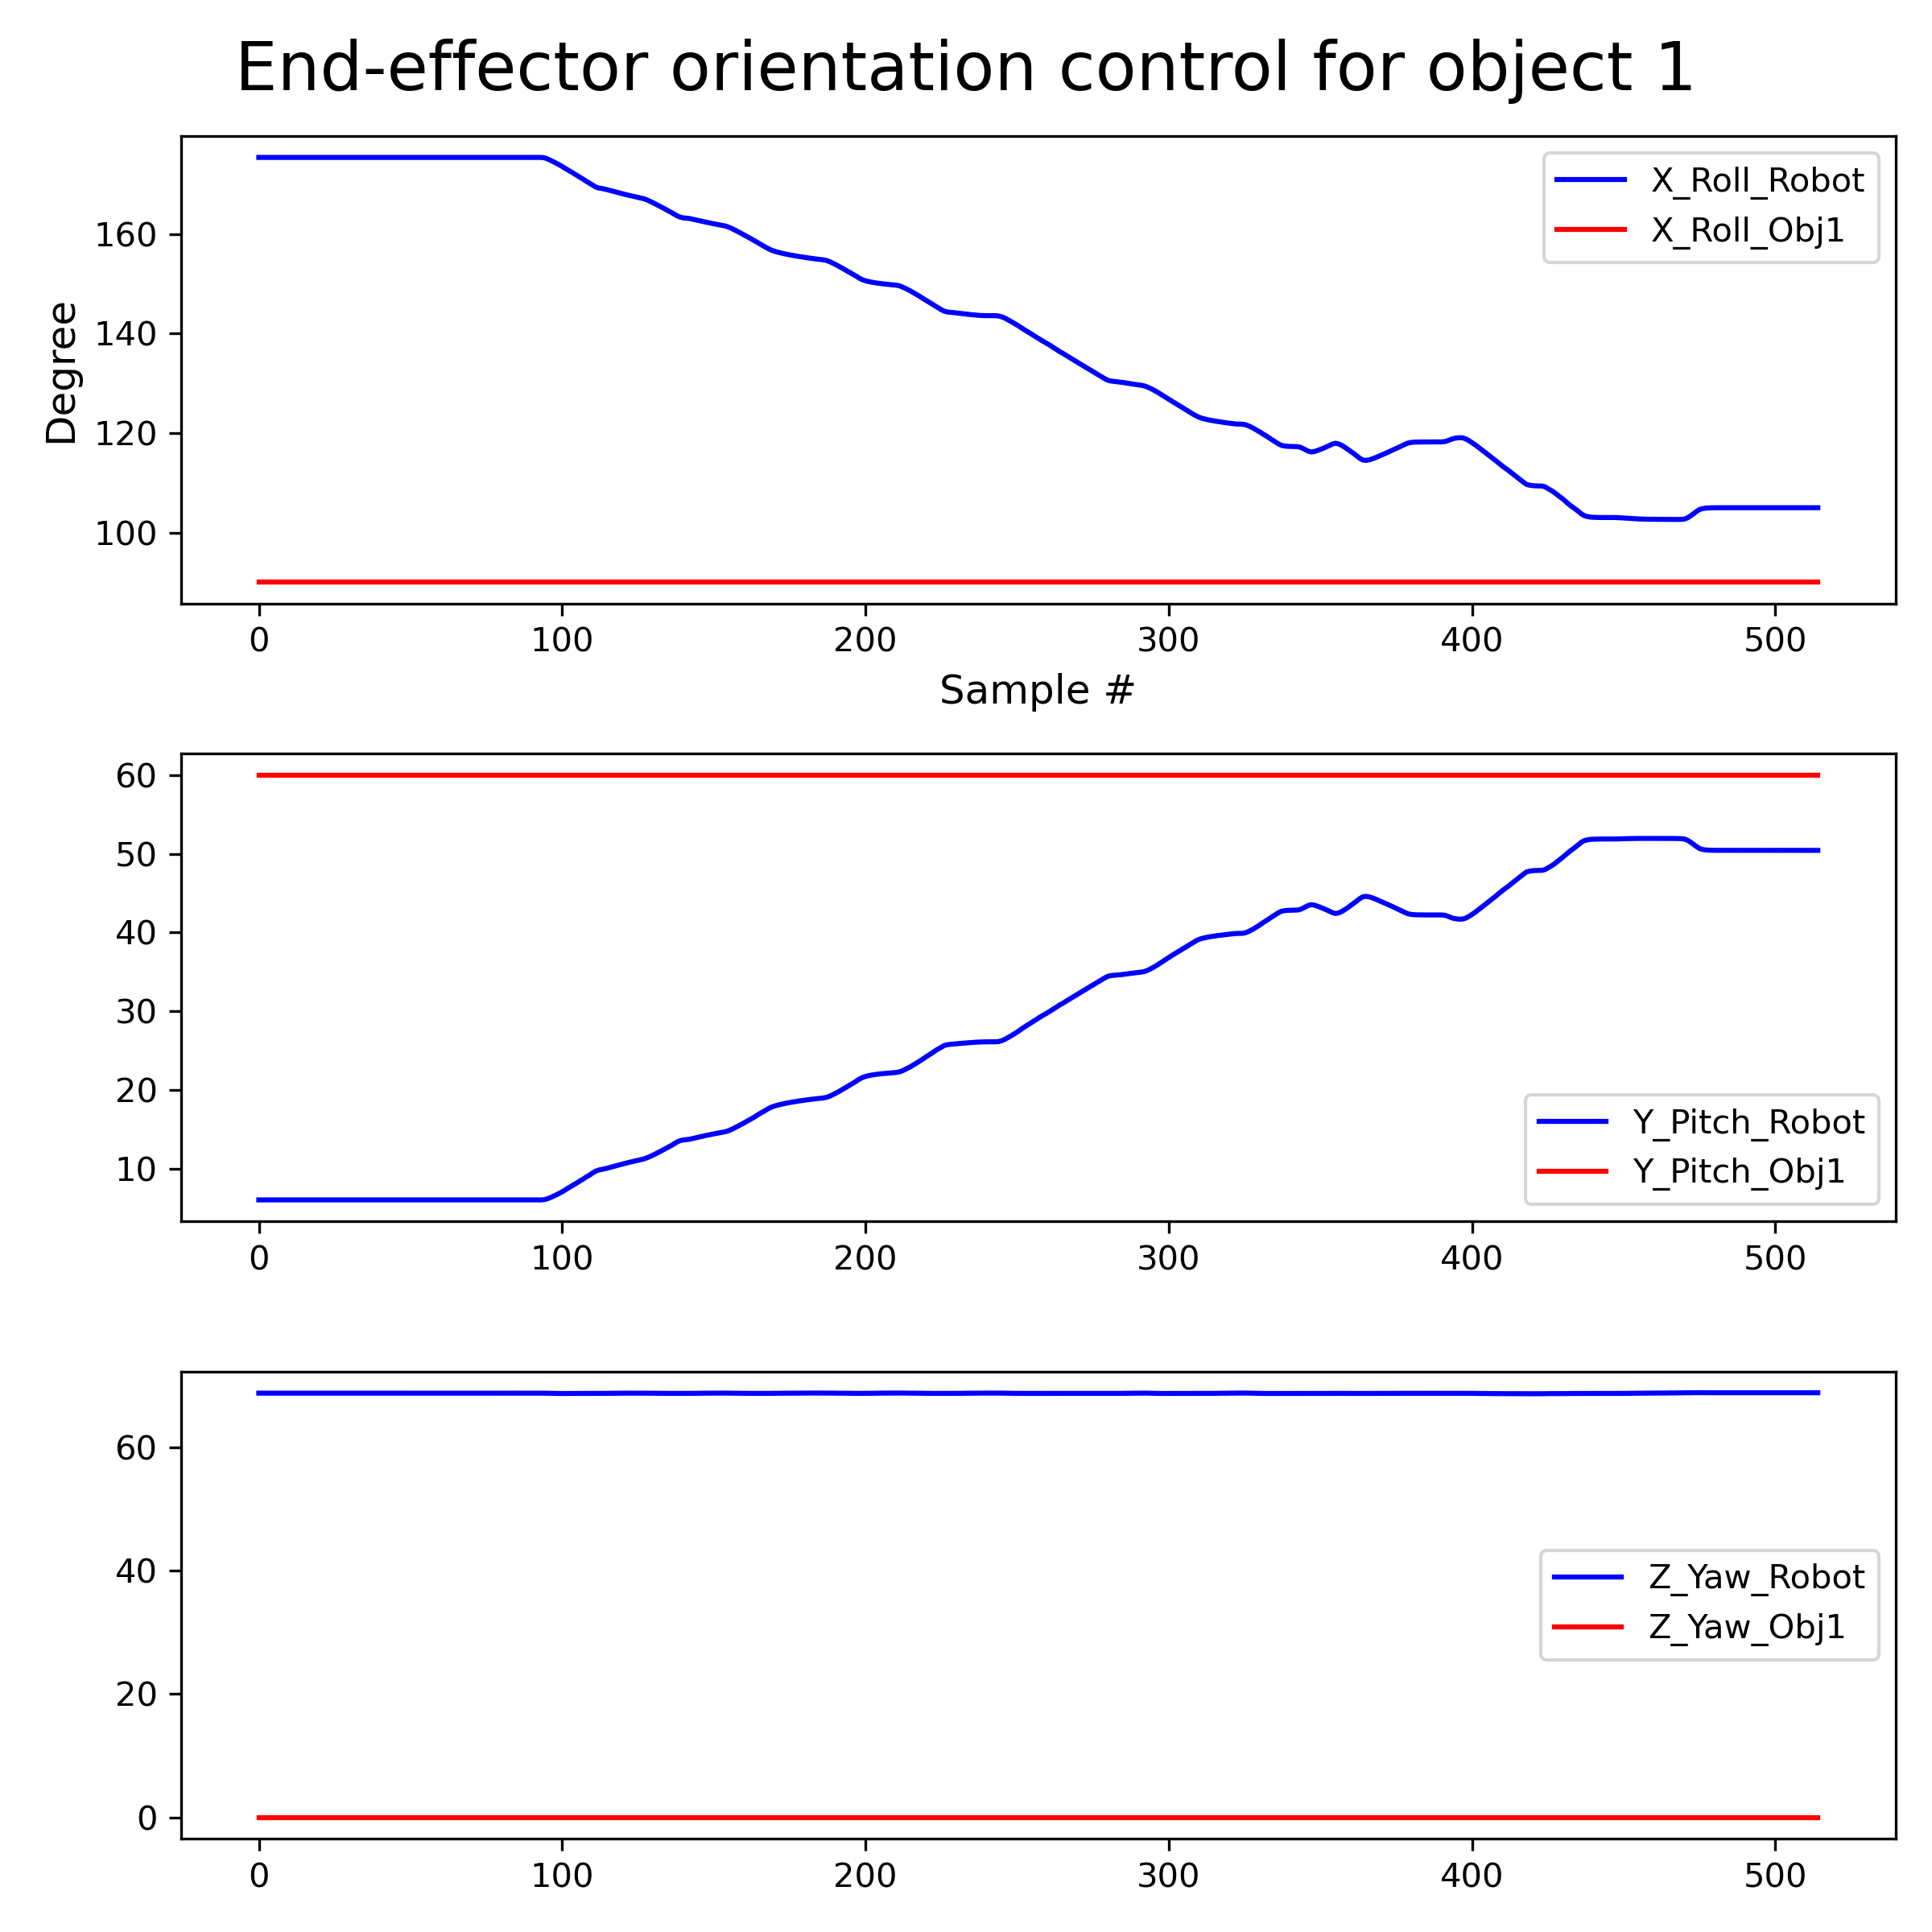 End-effector orientation control for object 1
X_Roll_Robot
X_Roll_Obj1
160
140
120
100
Degree
0 100 200 300 400 500
Sample #
60
50
40
30
20
10
Y_Pitch_Robot
Y_Pitch_Obj1
0 100 200 300 400 500
60
40
20
0
Z_Yaw_Robot
Z_Yaw_Obj1
0 100 200 300 400 500